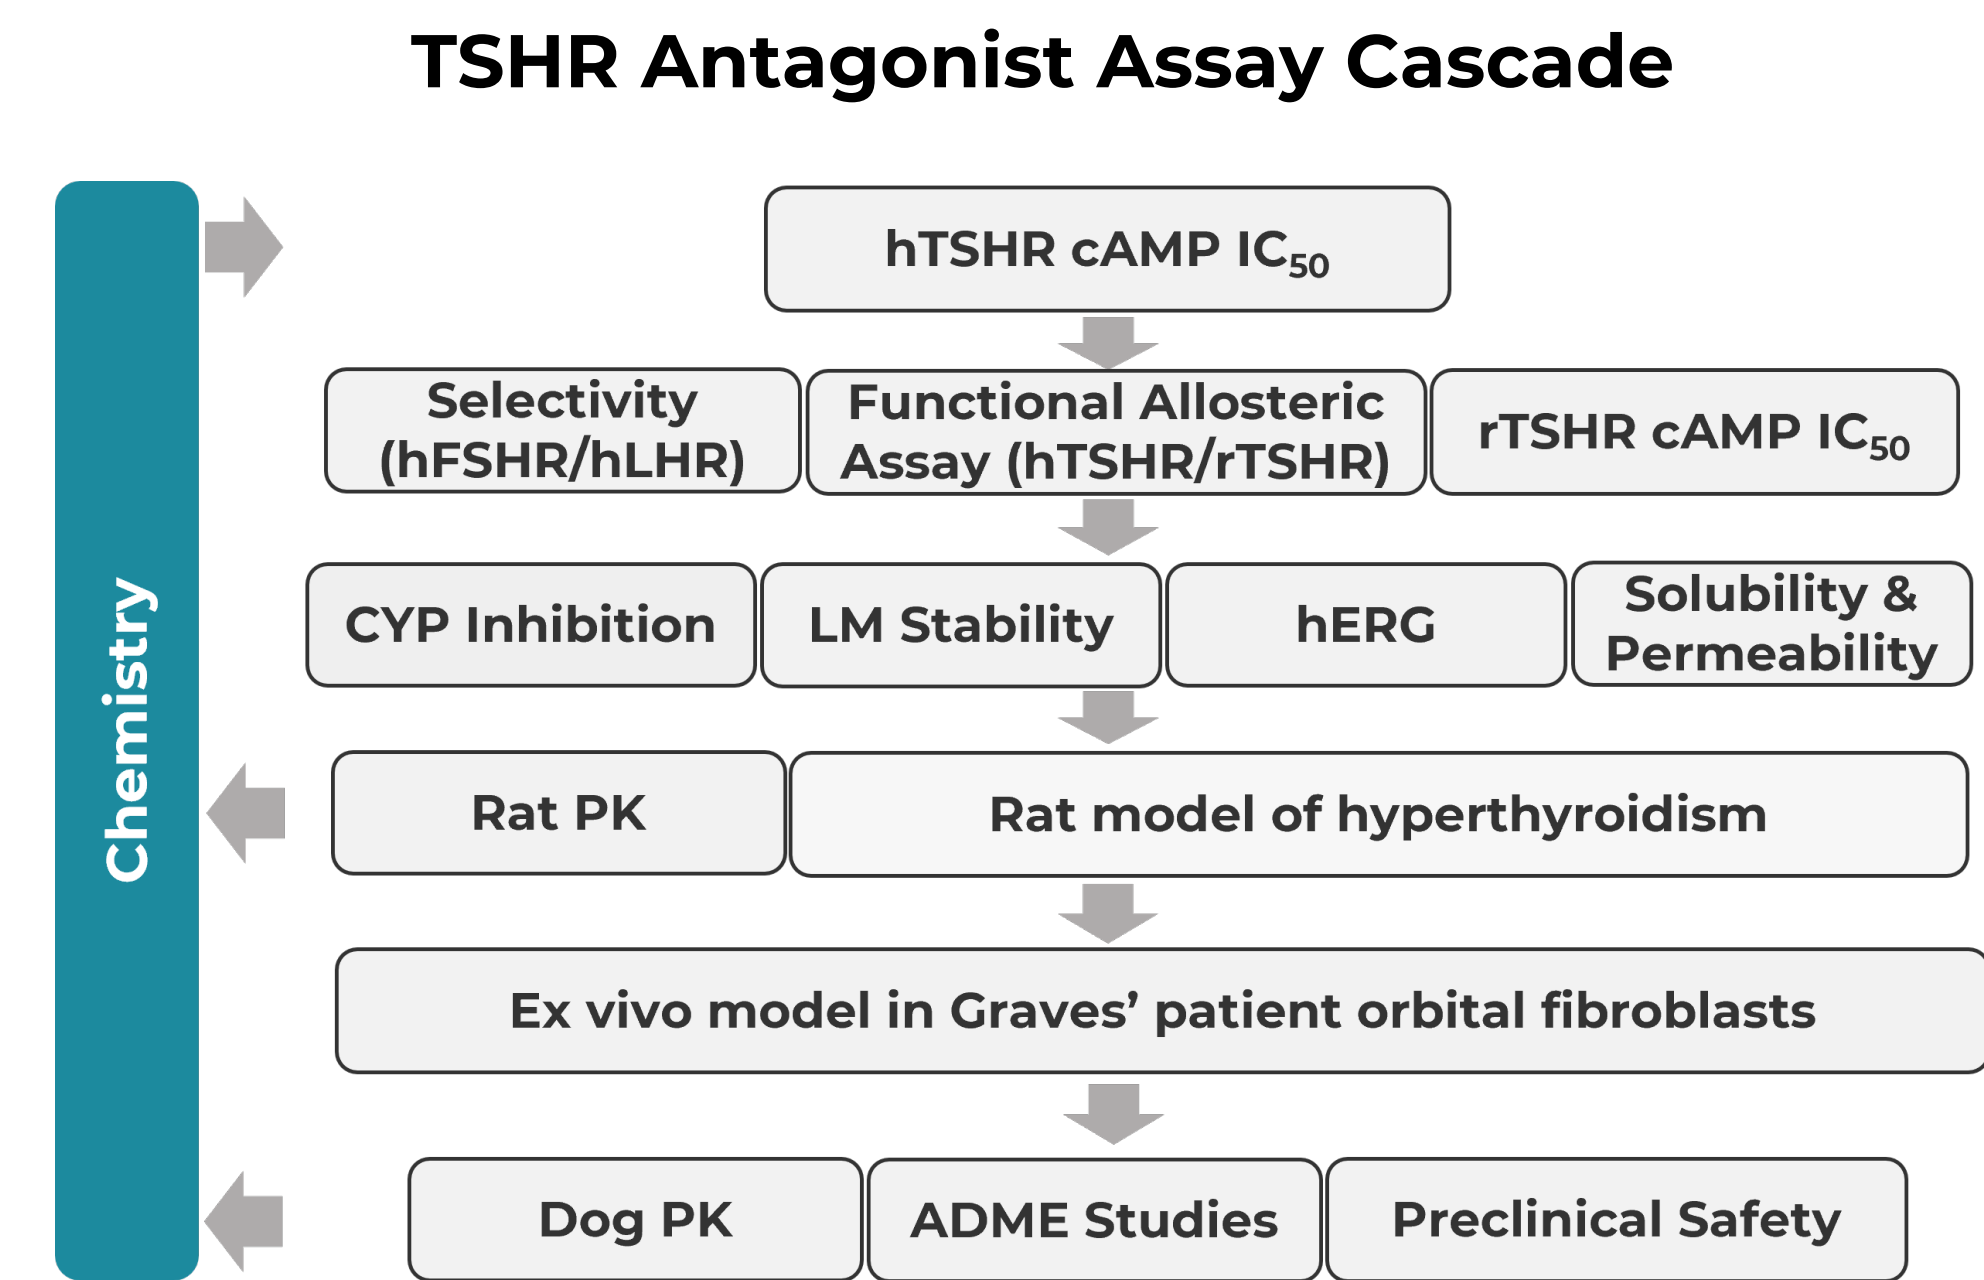 TSHR Antagonist Assay Cascade
Chemistry
hTSHR cAMP IC₅₀
Selectivity
(hFSHR/hLHR)
Functional Allosteric
Assay (hTSHR/rTSHR)
rTSHR cAMP IC₅₀
CYP Inhibition
LM Stability
hERG
Solubility &
Permeability
Rat PK
Rat model of hyperthyroidism
Ex vivo model in Graves’ patient orbital fibroblasts
Dog PK
ADME Studies
Preclinical Safety